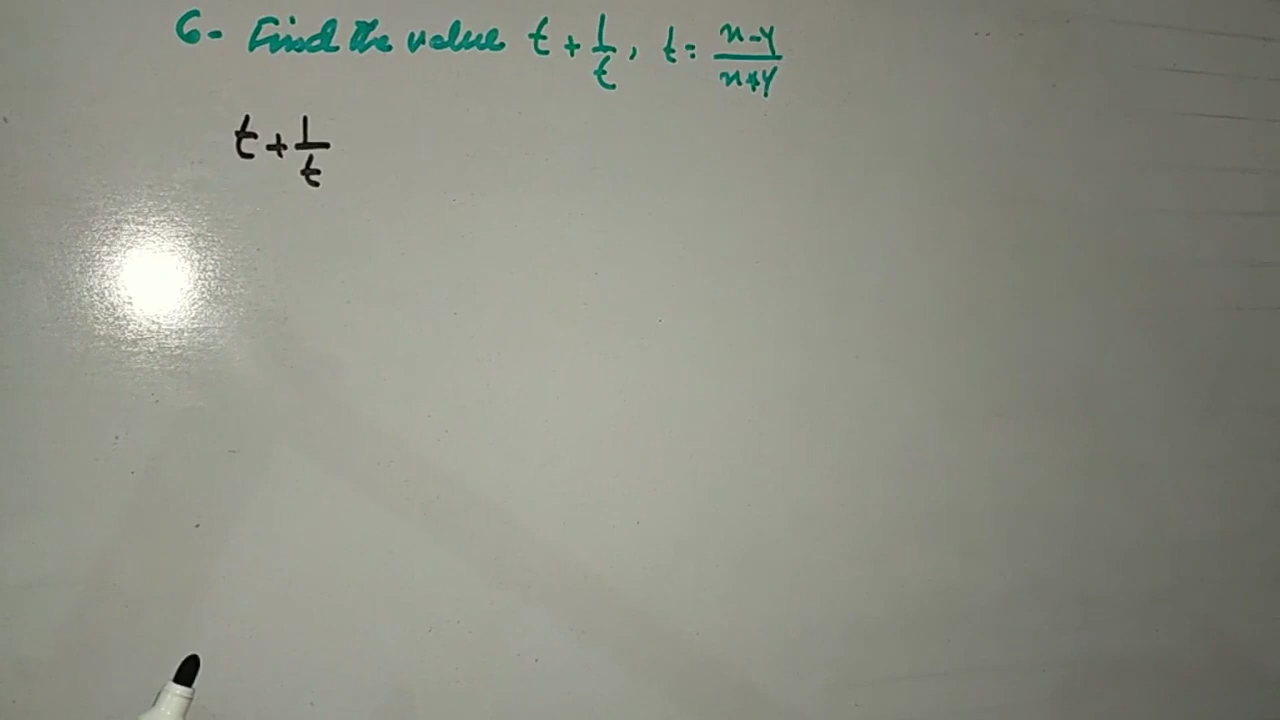 6- Find the value t + 1/t, t = x-y/x+y
t + 1/t